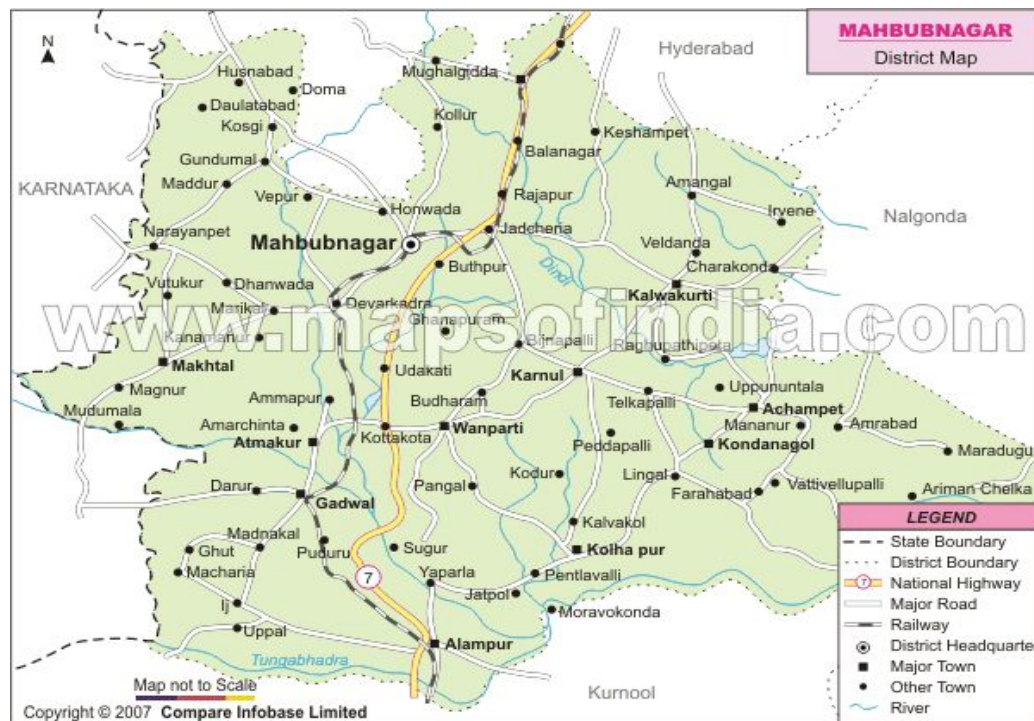 MAHBUBNAGAR
District Map
N
Hyderabad
Mughalgidda
Husnabad
Doma
Daulatabad
Kosgi
Kollur
Keshampet
Balanagar
Gundumal
KARNATAKA
Maddur
Vepur
Rajapur
Amangal
Honwada
Irvene
Nalgonda
Narayanpet
Mahbubnagar
Jadcherla
Veldanda
Buthpur
Dindi
Charakonda
Vutukur
Dhanwada
Kalwakurti
Marikal
Devarkadra
Ghanapuram
www.mapsofindia.com
Kanamanur
Bijnapalli
Raghupathipeta
Makhtal
Udakati
Karnul
Magnur
Uppununtala
Ammapur
Budharam
Telkapalli
Achampet
Mudumala
Amarchinta
Mananur
Amrabad
Atmakur
Kottakota
Wanparti
Peddapalli
Kondanagol
Maradugu
Kodur
Lingal
Darur
Pangal
Farahabad
Vattivellupalli
Ariman Chelka
Gadwal
Madnakal
Kalvakol
Ghut
Puduru
Sugur
Kolha pur
Macharia
7
Yaparla
Pentlavalli
Jatpol
Ij
Moravokonda
Uppal
Alampur
Tungabhadra
Kurnool
LEGEND
State Boundary
District Boundary
7 National Highway
Major Road
Railway
District Headquarte
Major Town
Other Town
River
Map not to Scale
Copyright © 2007 Compare Infobase Limited